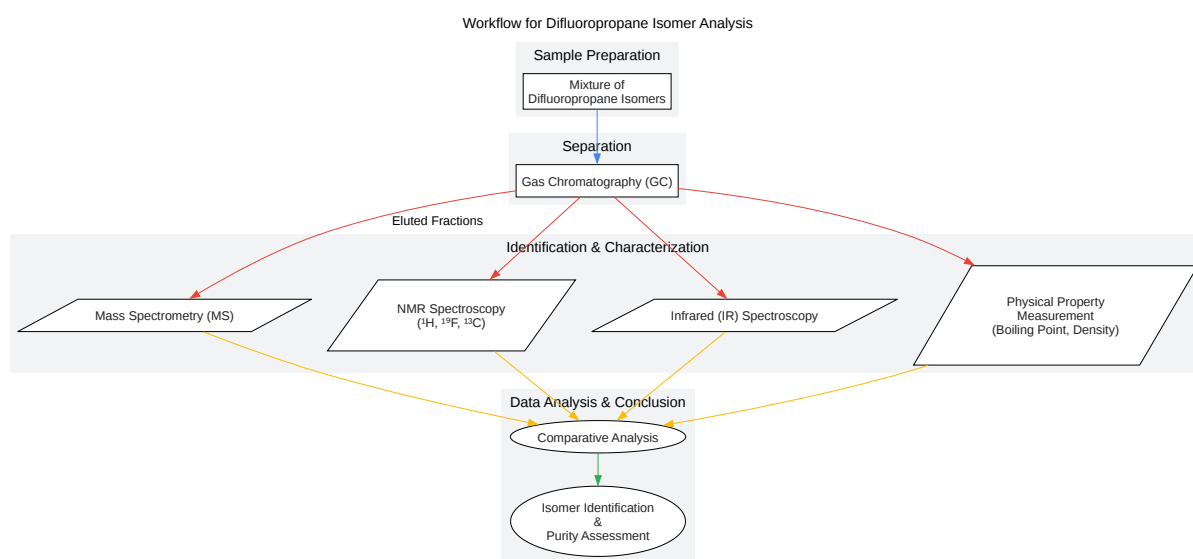 Workflow for Difluoropropane Isomer Analysis
Sample Preparation
Mixture of
Difluoropropane Isomers
Separation
Gas Chromatography (GC)
Eluted Fractions
Identification & Characterization
Mass Spectrometry (MS)
NMR Spectroscopy
(¹H, ¹⁹F, ¹³C)
Infrared (IR) Spectroscopy
Physical Property
Measurement
(Boiling Point, Density)
Data Analysis & Conclusion
Comparative Analysis
Isomer Identification
&
Purity Assessment